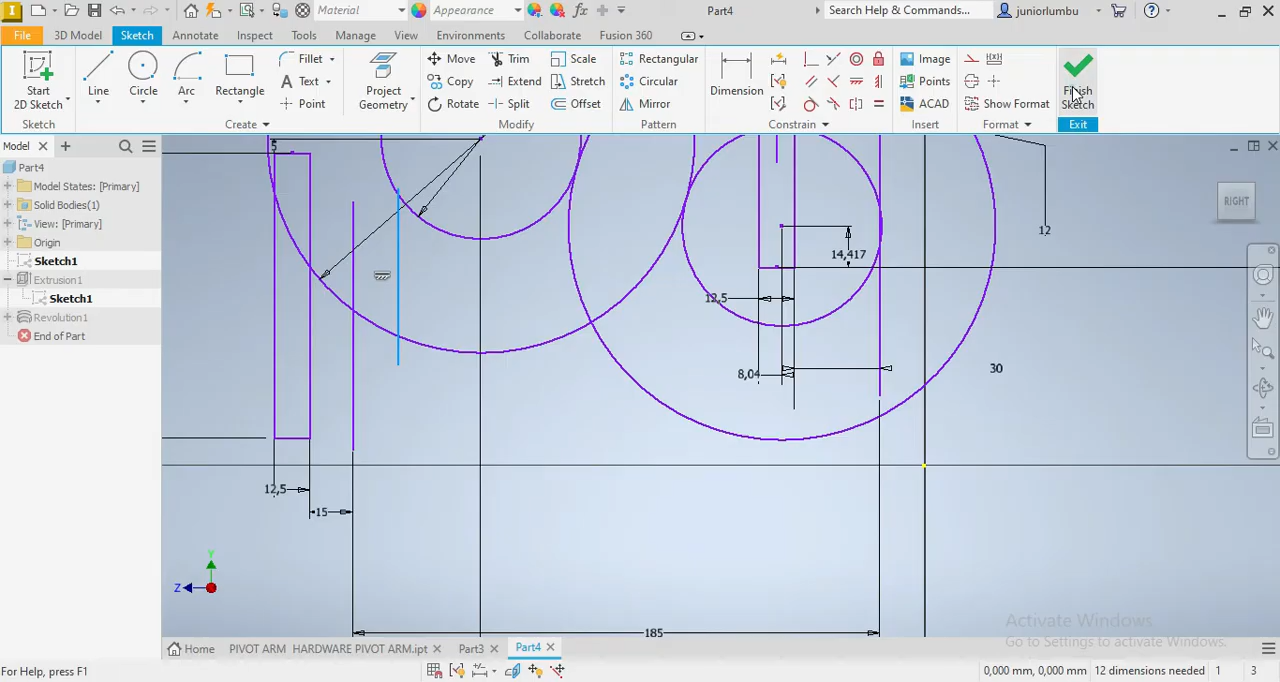 Material
Appearance
Part4
Search Help & Commands...
juniorlumbu
File
3D Model
Sketch
Annotate
Inspect
Tools
Manage
View
Environments
Collaborate
Fusion 360
Start
2D Sketch
Line
Circle
Arc
Rectangle
Fillet
Text
Point
Project
Geometry
Move
Copy
Rotate
Trim
Extend
Split
Scale
Stretch
Offset
Rectangular
Circular
Mirror
Dimension
Image
Points
ACAD
Show Format
Finish
Sketch
Sketch
Create
Modify
Pattern
Constrain
Insert
Format
Exit
Model
Part4
Model States: [Primary]
Solid Bodies(1)
View: [Primary]
Origin
Sketch1
Extrusion1
Sketch1
Revolution1
End of Part
RIGHT
5
12
14,417
12,5
8,04
30
12,5
15
185
Y
Z
Activate Windows
Go to Settings to activate Windows.
Home
PIVOT ARM HARDWARE PIVOT ARM.ipt
Part3
Part4
For Help, press F1
0,000 mm, 0,000 mm
12 dimensions needed
1
3